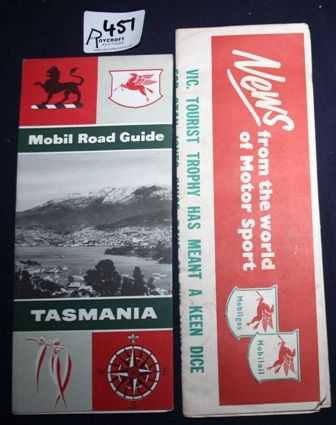 451
ROYCROFT
AUCTIONS
Mobil Road Guide
TASMANIA
N
E
S
W
News
from the world
of Motor Sport
Mobilgas
Mobiloil
VIC. TOURIST TROPHY HAS MEANT A KEEN DICE